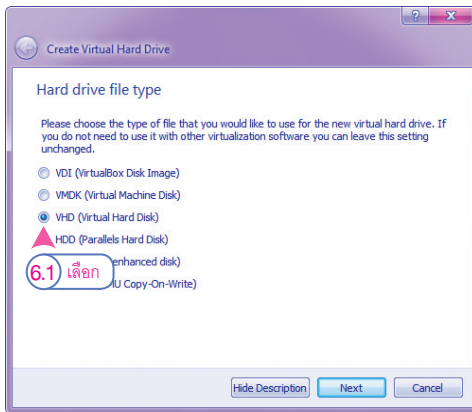 ?
x
Create Virtual Hard Drive
Hard drive file type
Please choose the type of file that you would like to use for the new virtual hard drive. If
you do not need to use it with other virtualization software you can leave this setting
unchanged.
VDI (VirtualBox Disk Image)
VMDK (Virtual Machine Disk)
VHD (Virtual Hard Disk)
HDD (Parallels Hard Disk)
enhanced disk)
6.1 เลือก
Copy-On-Write)
Hide Description Next Cancel